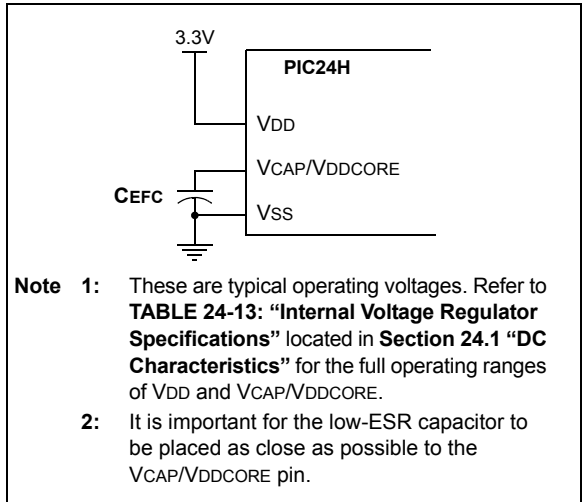 3.3V
PIC24H
VDD
VCAP/VDDCORE
CEFC
VSS
Note 1: These are typical operating voltages. Refer to
TABLE 24-13: “Internal Voltage Regulator
Specifications” located in Section 24.1 “DC
Characteristics” for the full operating ranges
of VDD and VCAP/VDDCORE.
2: It is important for the low-ESR capacitor to
be placed as close as possible to the
VCAP/VDDCORE pin.